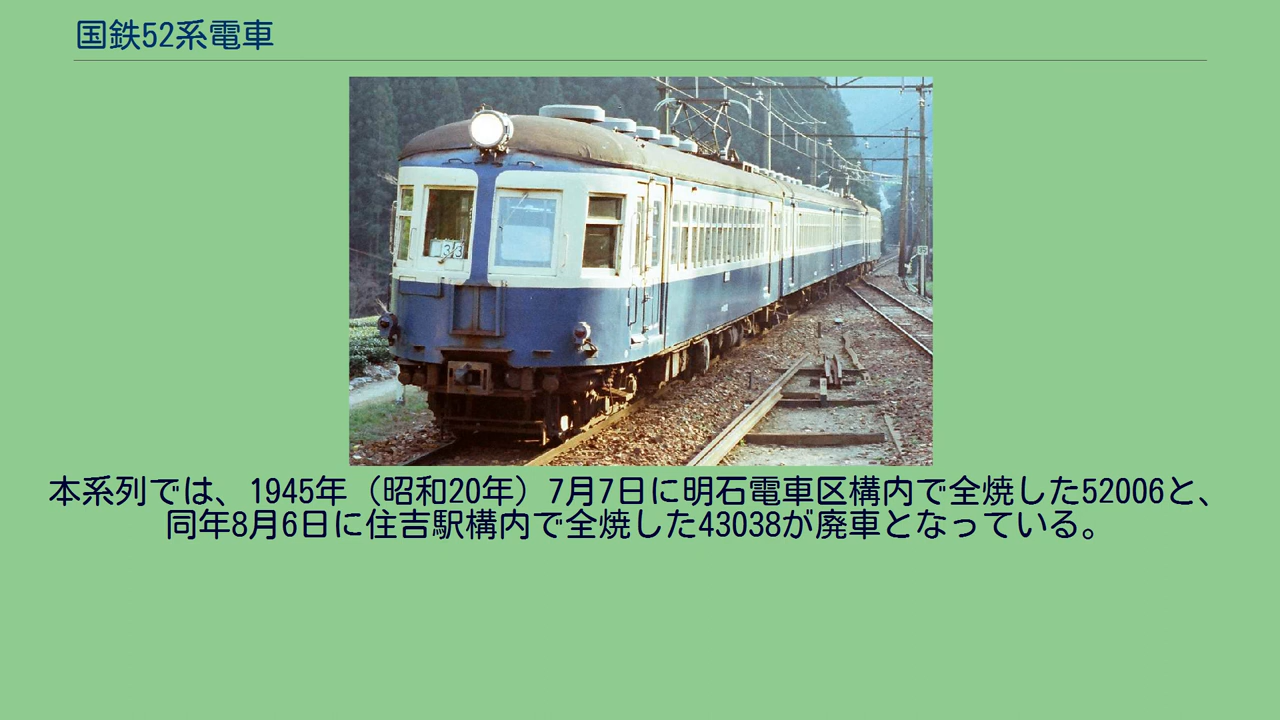 国鉄52系電車
33
本系列では、1945年（昭和20年）7月7日に明石電車区構内で全焼した52006と、
同年8月6日に住吉駅構内で全焼した43038が廃車となっている。